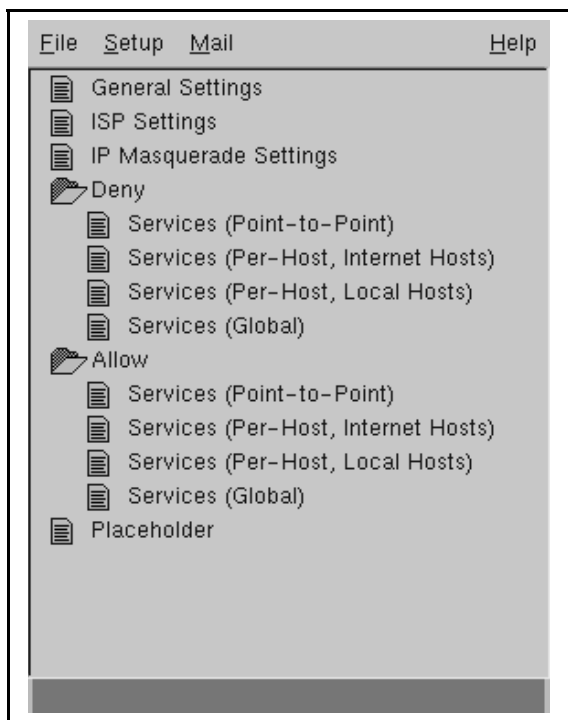 File Setup Mail Help
General Settings
ISP Settings
IP Masquerade Settings
Deny
Services (Point-to-Point)
Services (Per-Host, Internet Hosts)
Services (Per-Host, Local Hosts)
Services (Global)
Allow
Services (Point-to-Point)
Services (Per-Host, Internet Hosts)
Services (Per-Host, Local Hosts)
Services (Global)
Placeholder